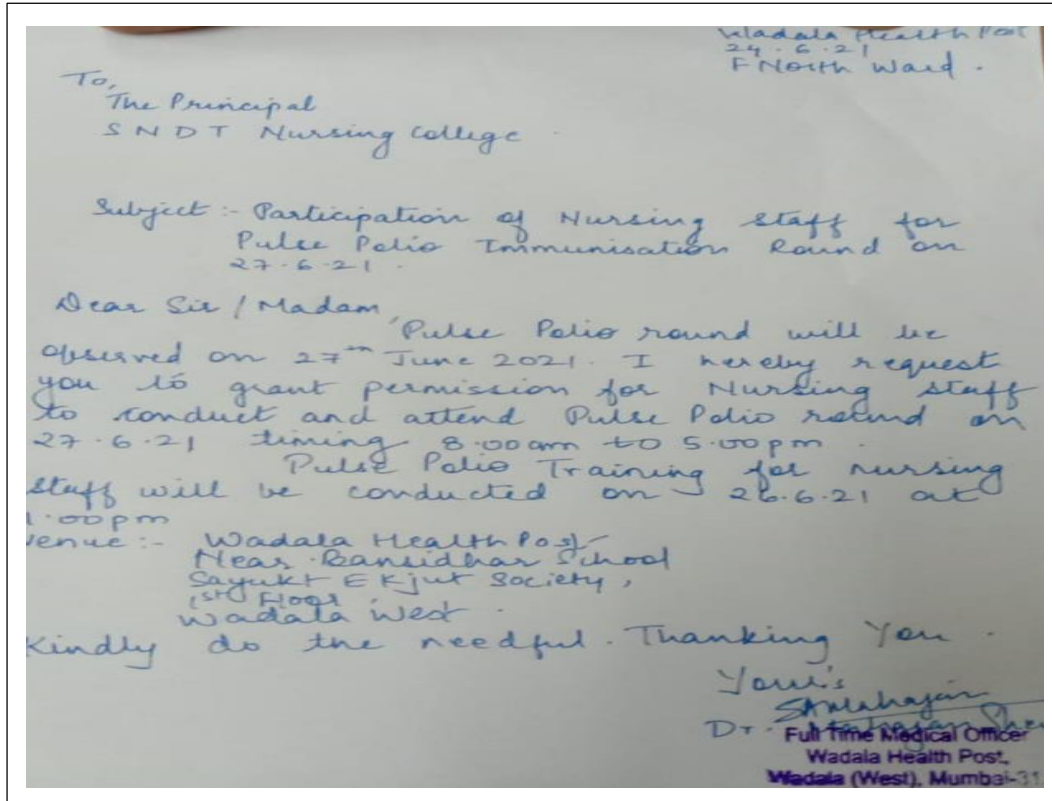 Wadala Health Post
24.6.21
F North Ward.
To,
The Principal
SNDT Nursing College.
Subject:- Participation of Nursing staff for
Pulse Polio Immunisation Round on
27.6.21.
Dear Sir/Madam,
Pulse Polio round will be
observed on 27th June 2021. I hereby request
you to grant permission for Nursing staff
to conduct and attend Pulse Polio round on
27.6.21 timing 8.00am to 5.00pm.
Pulse Polio Training for nursing
staff will be conducted on 26.6.21 at
1.00pm
Venue:- Wadala Health Post
Near Bansidhar School
Sayukt Ekjut Society,
1st Floor
Wadala West.
Kindly do the needful. Thanking You.
Your's
SAMahajan
Dr. Mahajan
Full Time Medical Officer
Wadala Health Post,
Wadala (West), Mumbai-31.